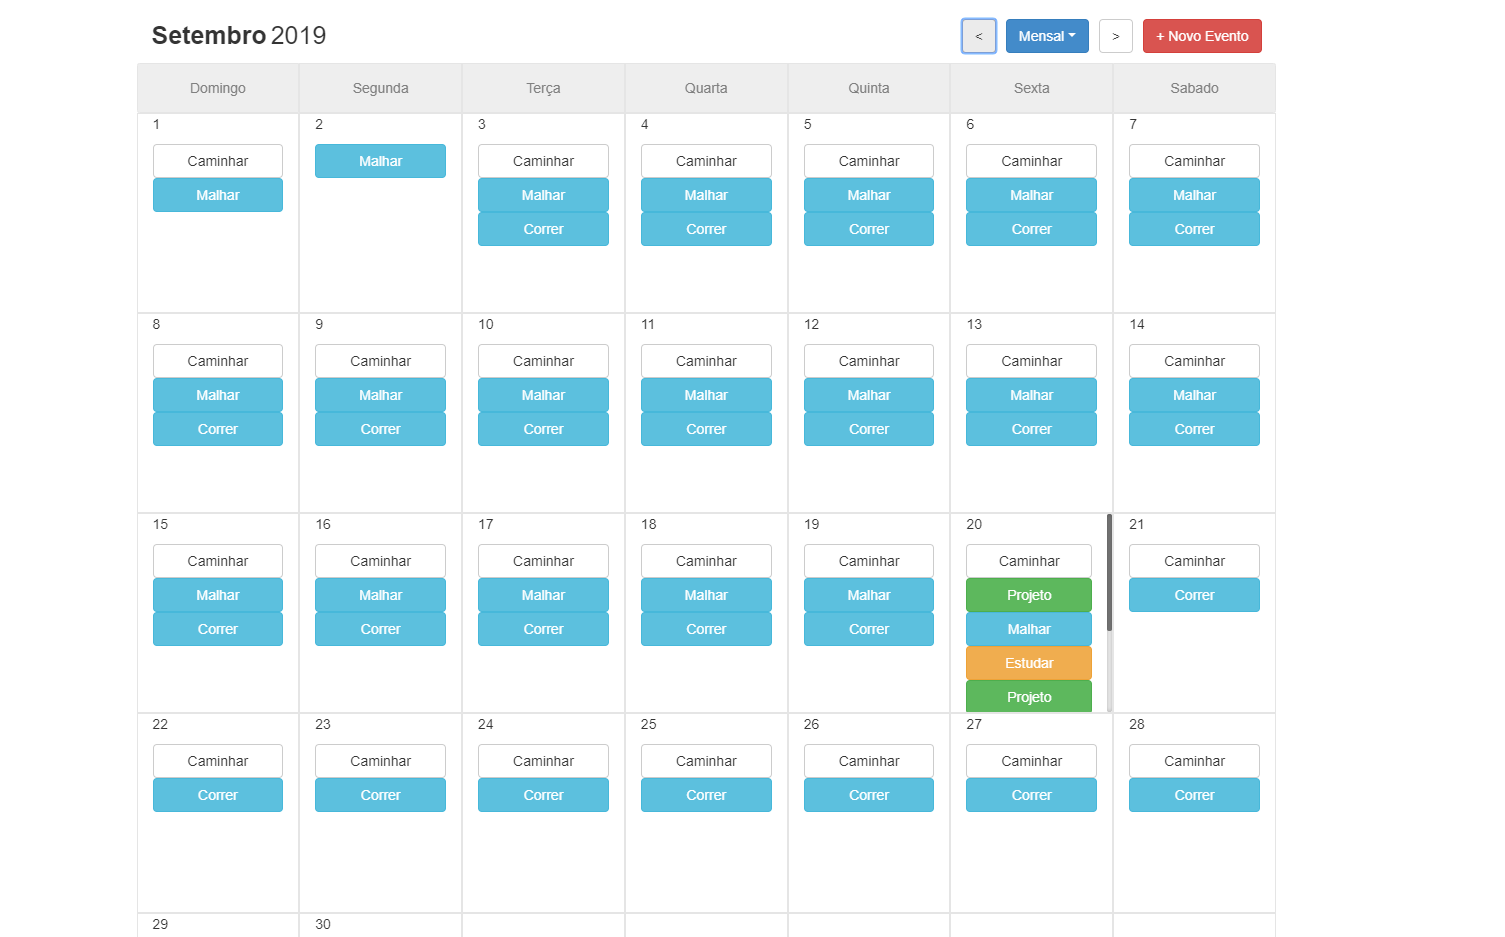 Setembro 2019
< Mensal > + Novo Evento
Domingo Segunda Terça Quarta Quinta Sexta Sabado
1 2 3 4 5 6 7
Caminhar Malhar Caminhar Caminhar Caminhar Caminhar Caminhar
Malhar Malhar Malhar Malhar Malhar Malhar
Correr Correr Correr Correr Correr
8 9 10 11 12 13 14
Caminhar Caminhar Caminhar Caminhar Caminhar Caminhar Caminhar
Malhar Malhar Malhar Malhar Malhar Malhar Malhar
Correr Correr Correr Correr Correr Correr Correr
15 16 17 18 19 20 21
Caminhar Caminhar Caminhar Caminhar Caminhar Caminhar Caminhar
Malhar Malhar Malhar Malhar Malhar Projeto Correr
Correr Correr Correr Correr Correr Malhar
Estudar
Projeto
22 23 24 25 26 27 28
Caminhar Caminhar Caminhar Caminhar Caminhar Caminhar Caminhar
Correr Correr Correr Correr Correr Correr Correr
29 30